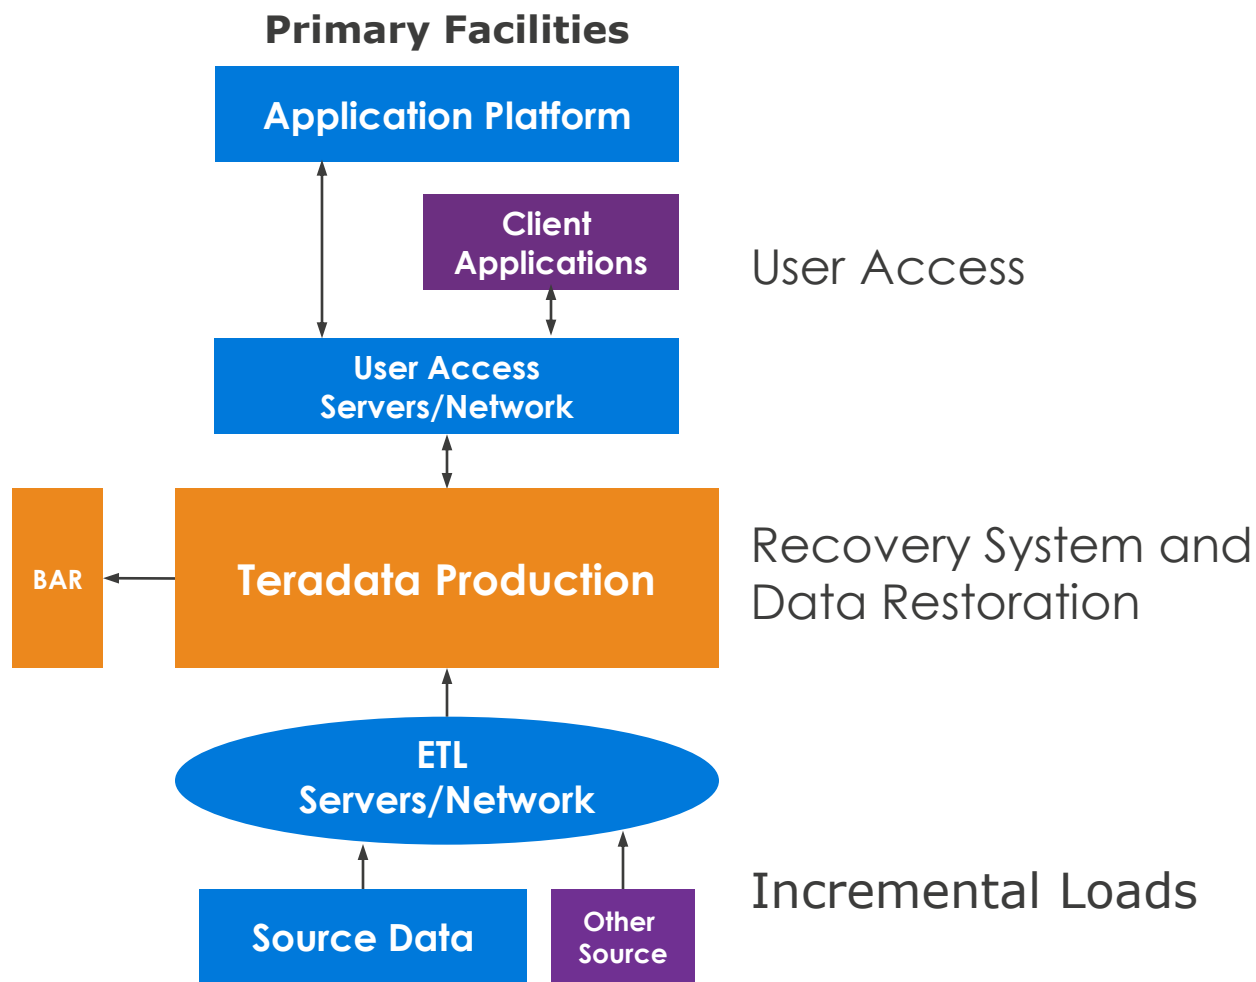 Primary Facilities
Application Platform
Client
Applications
User Access
User Access
Servers/Network
BAR
Teradata Production
Recovery System and
Data Restoration
ETL
Servers/Network
Incremental Loads
Source Data
Other
Source